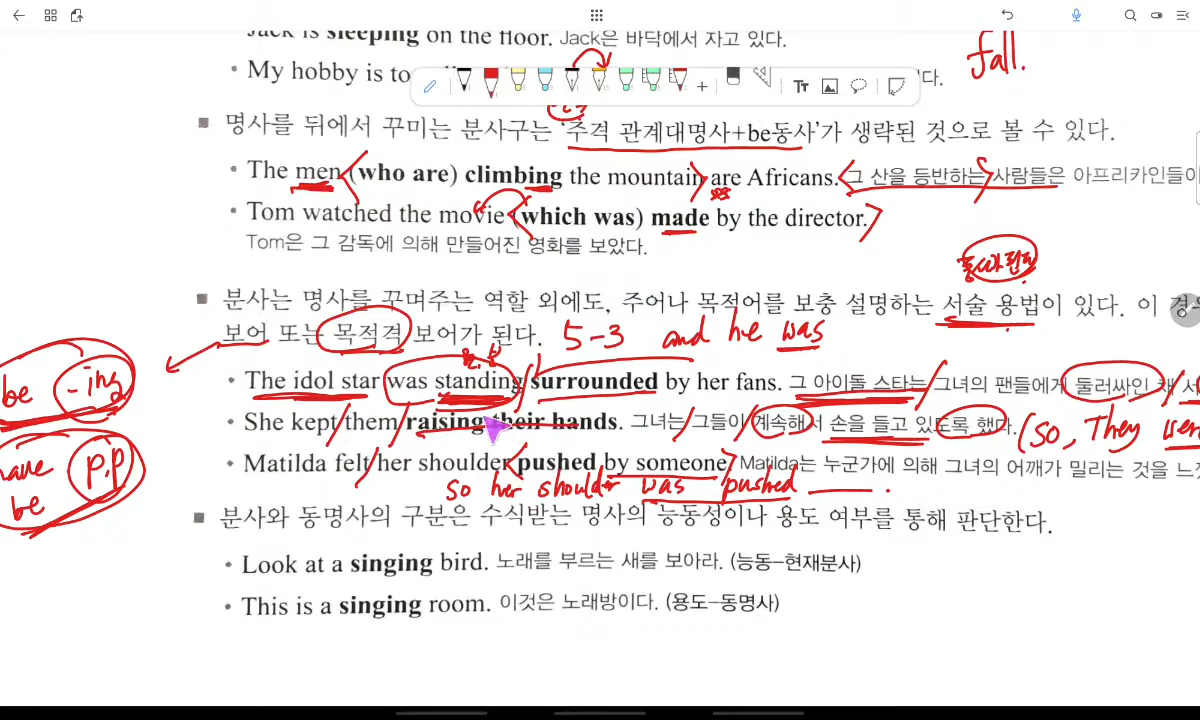 Jack is sleeping on the floor. Jack은 바닥에서 자고 있다.
fall.
• My hobby is to
다.
Tт
■ 명사를 뒤에서 꾸미는 분사구는 '주격 관계대명사+be동사'가 생략된 것으로 볼 수 있다.
• The men (who are) climbing the mountain are Africans. 그 산을 등반하는 사람들은 아프리카인들이
• Tom watched the movie (which was) made by the director.
Tom은 그 감독에 의해 만들어진 영화를 보았다.
■ 분사는 명사를 꾸며주는 역할 외에도, 주어나 목적어를 보충 설명하는 서술 용법이 있다. 이 경우
보어 또는 목적격 보어가 된다. 5-3 and he was
be -ing
• The idol star was standing surrounded by her fans. 그 아이돌 스타는 그녀의 팬들에게 둘러싸인 채
• She kept them raising their hands. 그녀는 그들이 계속해서 손을 들고 있도록 했다. (so, They were
have p.p
be
• Matilda felt her shoulder pushed by someone. Matilda는 누군가에 의해 그녀의 어깨가 밀리는 것을 느
so her shoulder was pushed
■ 분사와 동명사의 구분은 수식받는 명사의 능동성이나 용도 여부를 통해 판단한다.
• Look at a singing bird. 노래를 부르는 새를 보아라. (능동–현재분사)
• This is a singing room. 이것은 노래방이다. (용도–동명사)